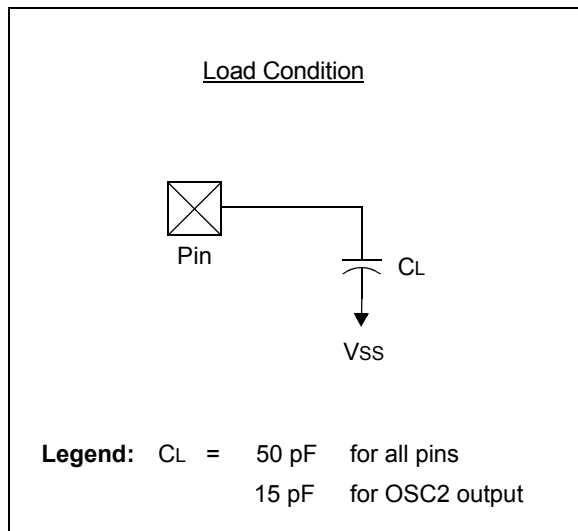 Load Condition
Pin
CL
VSS
Legend: CL = 50 pF for all pins
15 pF for OSC2 output